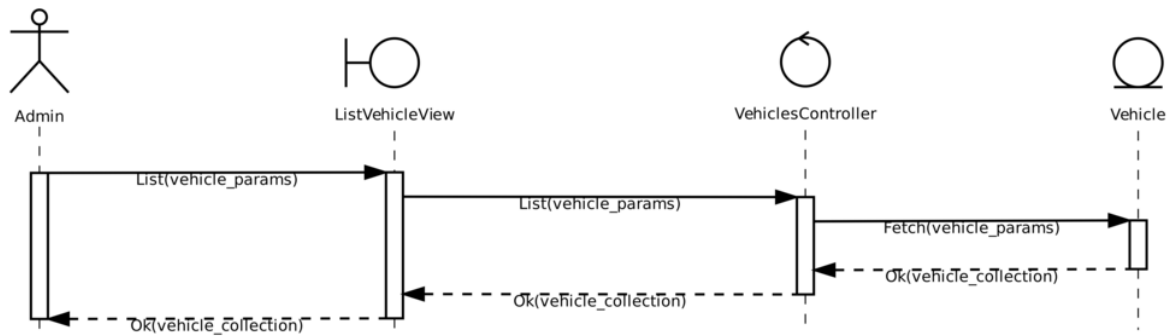 Admin
ListVehicleView
VehiclesController
Vehicle
List(vehicle_params)
List(vehicle_params)
Fetch(vehicle_params)
Ok(vehicle_collection)
Ok(vehicle_collection)
Ok(vehicle_collection)